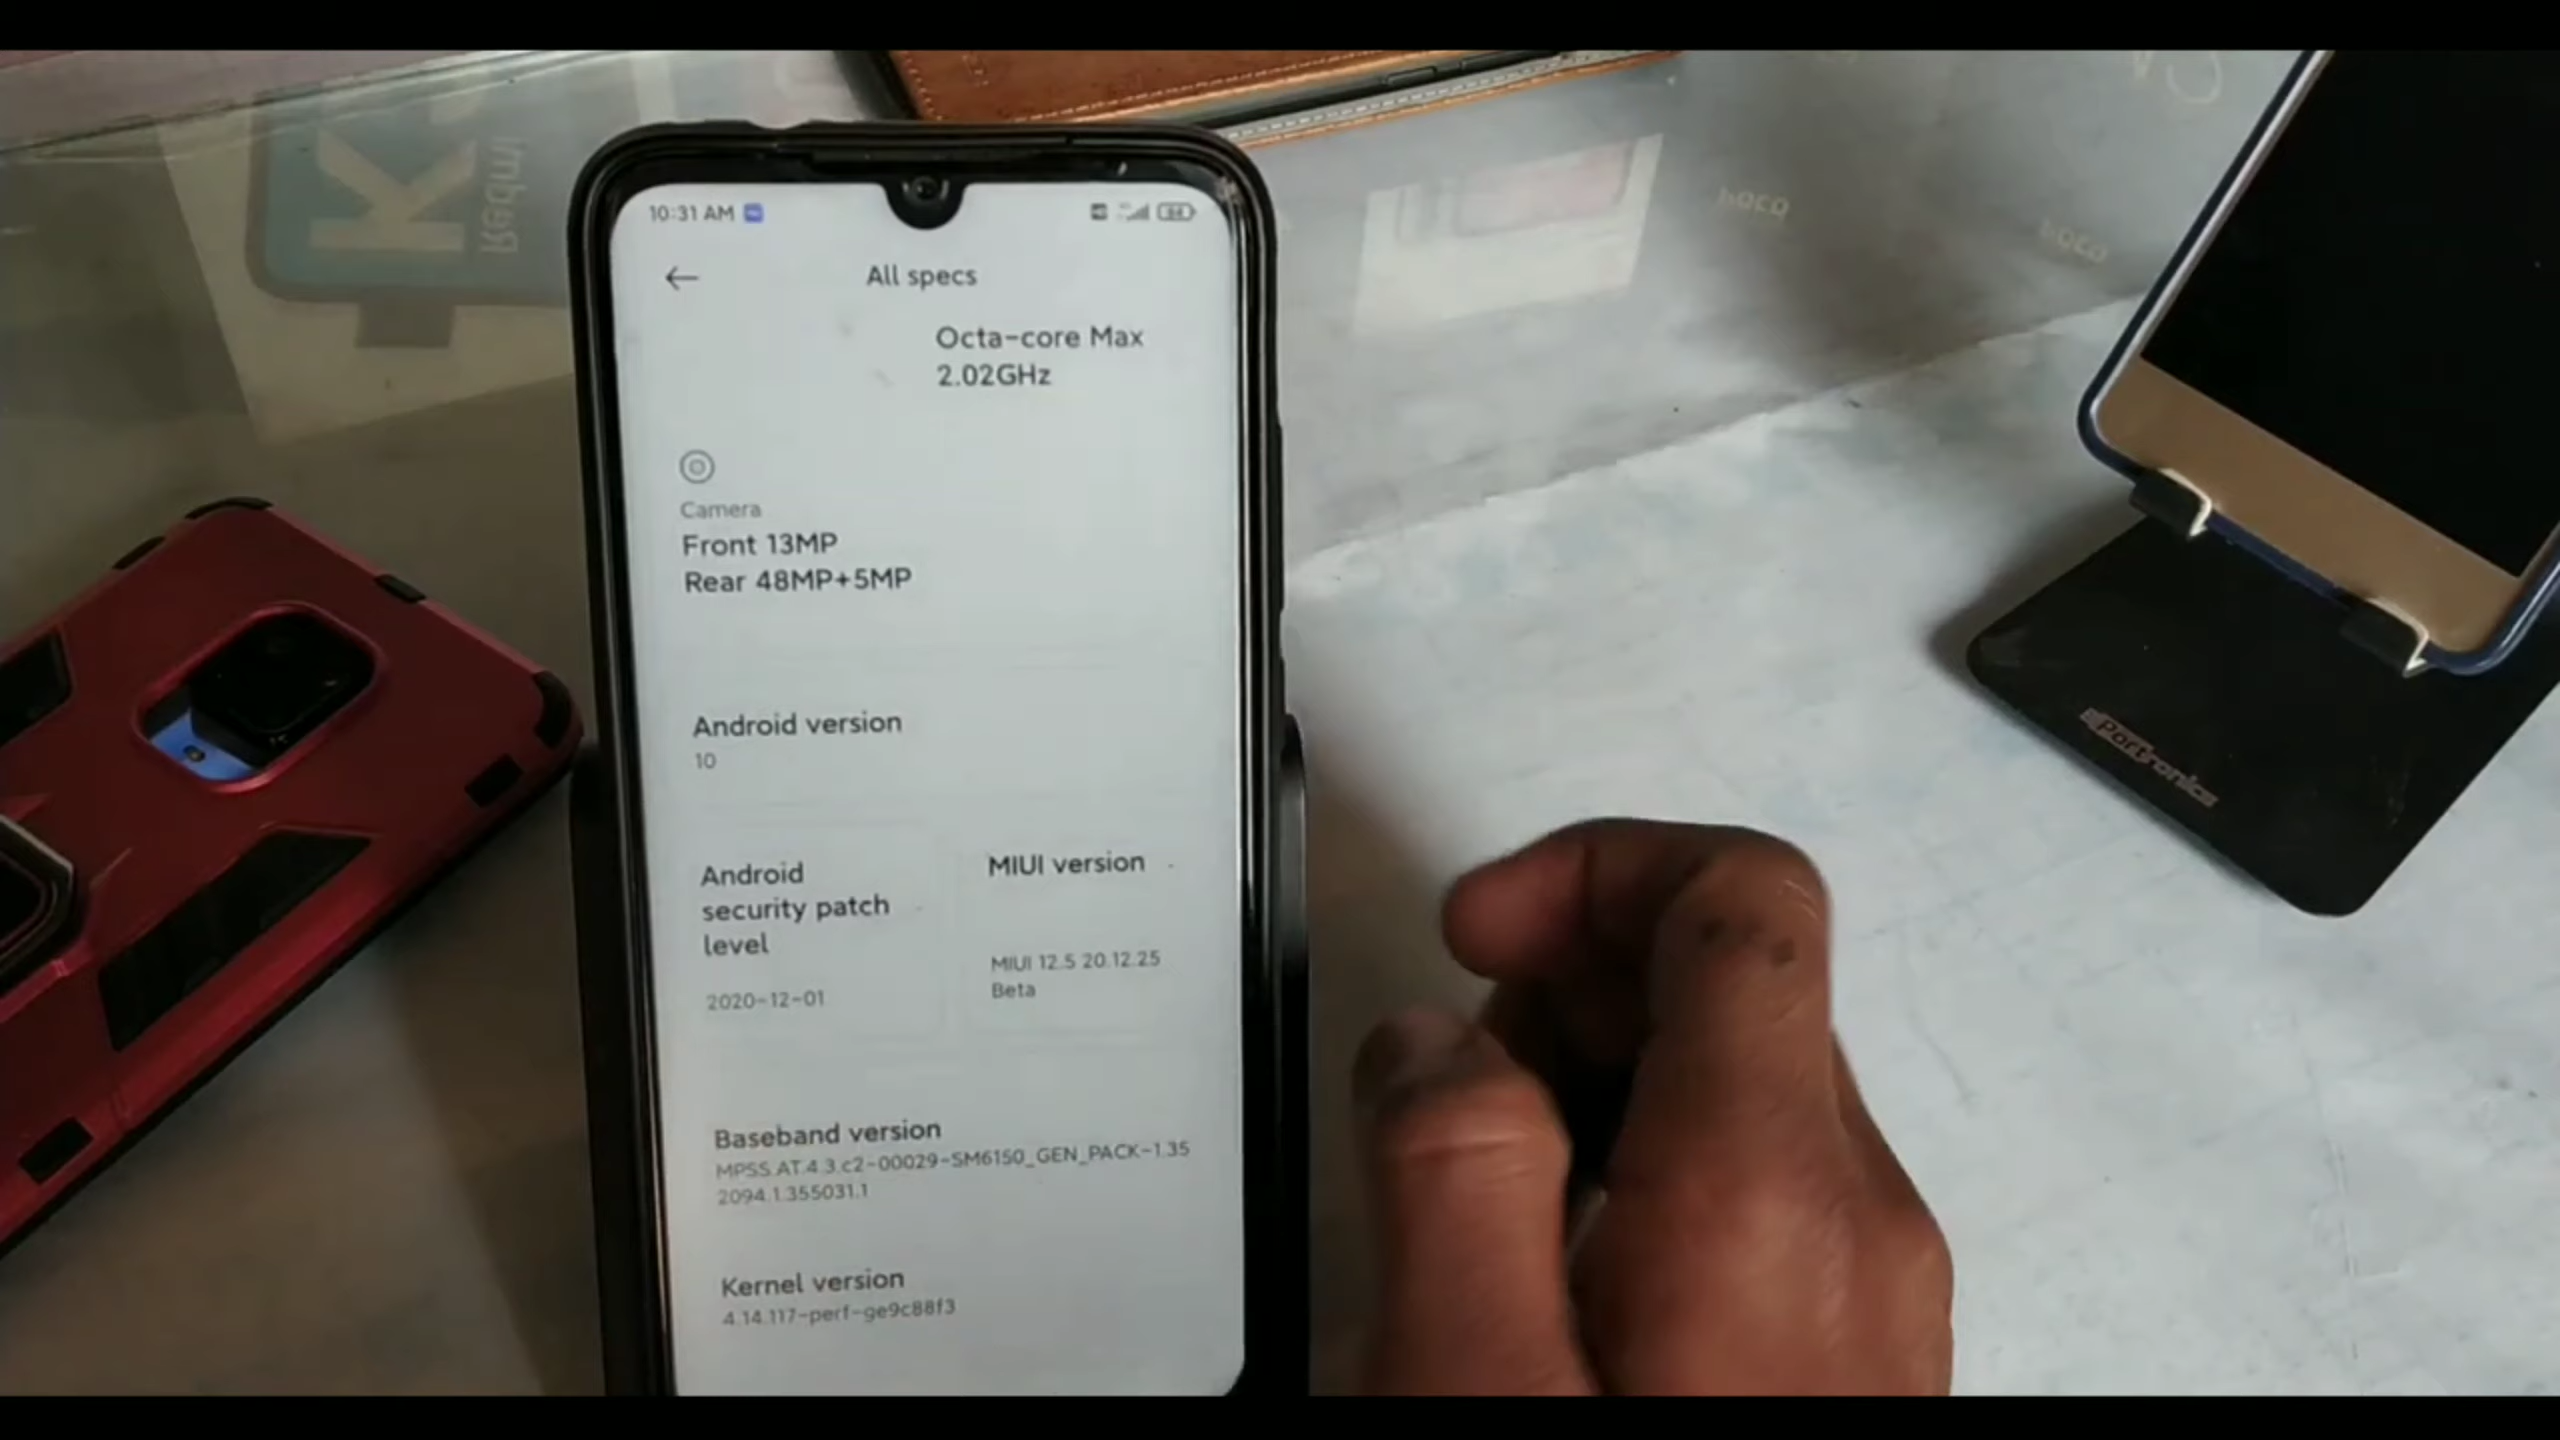 10:31 AM
All specs
Octa-core Max
2.02GHz
Camera
Front 13MP
Rear 48MP+5MP
Android version
10
Android
security patch
level
2020-12-01
MIUI version
MIUI 12.5 20.12.25
Beta
Baseband version
MPSS.AT.4.3.c2-00029-SM6150_GEN_PACK-1.35
2094.1.355031.1
Kernel version
4.14.117-perf-ge9c88f3
Redmi
K
hoco
hoco
Portronics